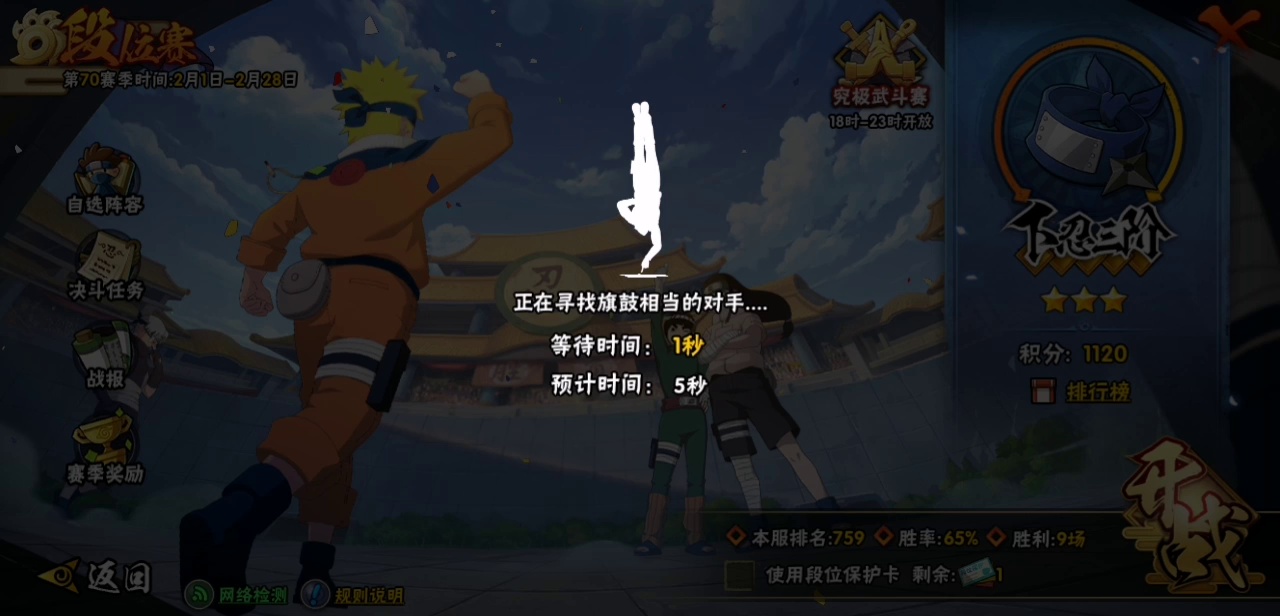 段位赛
第70赛季时间:2月1日-2月28日
究极武斗赛
18时-23时开放
自选阵容
决斗任务
战报
赛季奖励
下忍三阶
积分: 1120
排行榜
正在寻找旗鼓相当的对手....
等待时间: 1秒
预计时间: 5秒
开战
本服排名:759 胜率:65% 胜利:9场
使用段位保护卡 剩余: 1
返回
网络检测
规则说明
刃